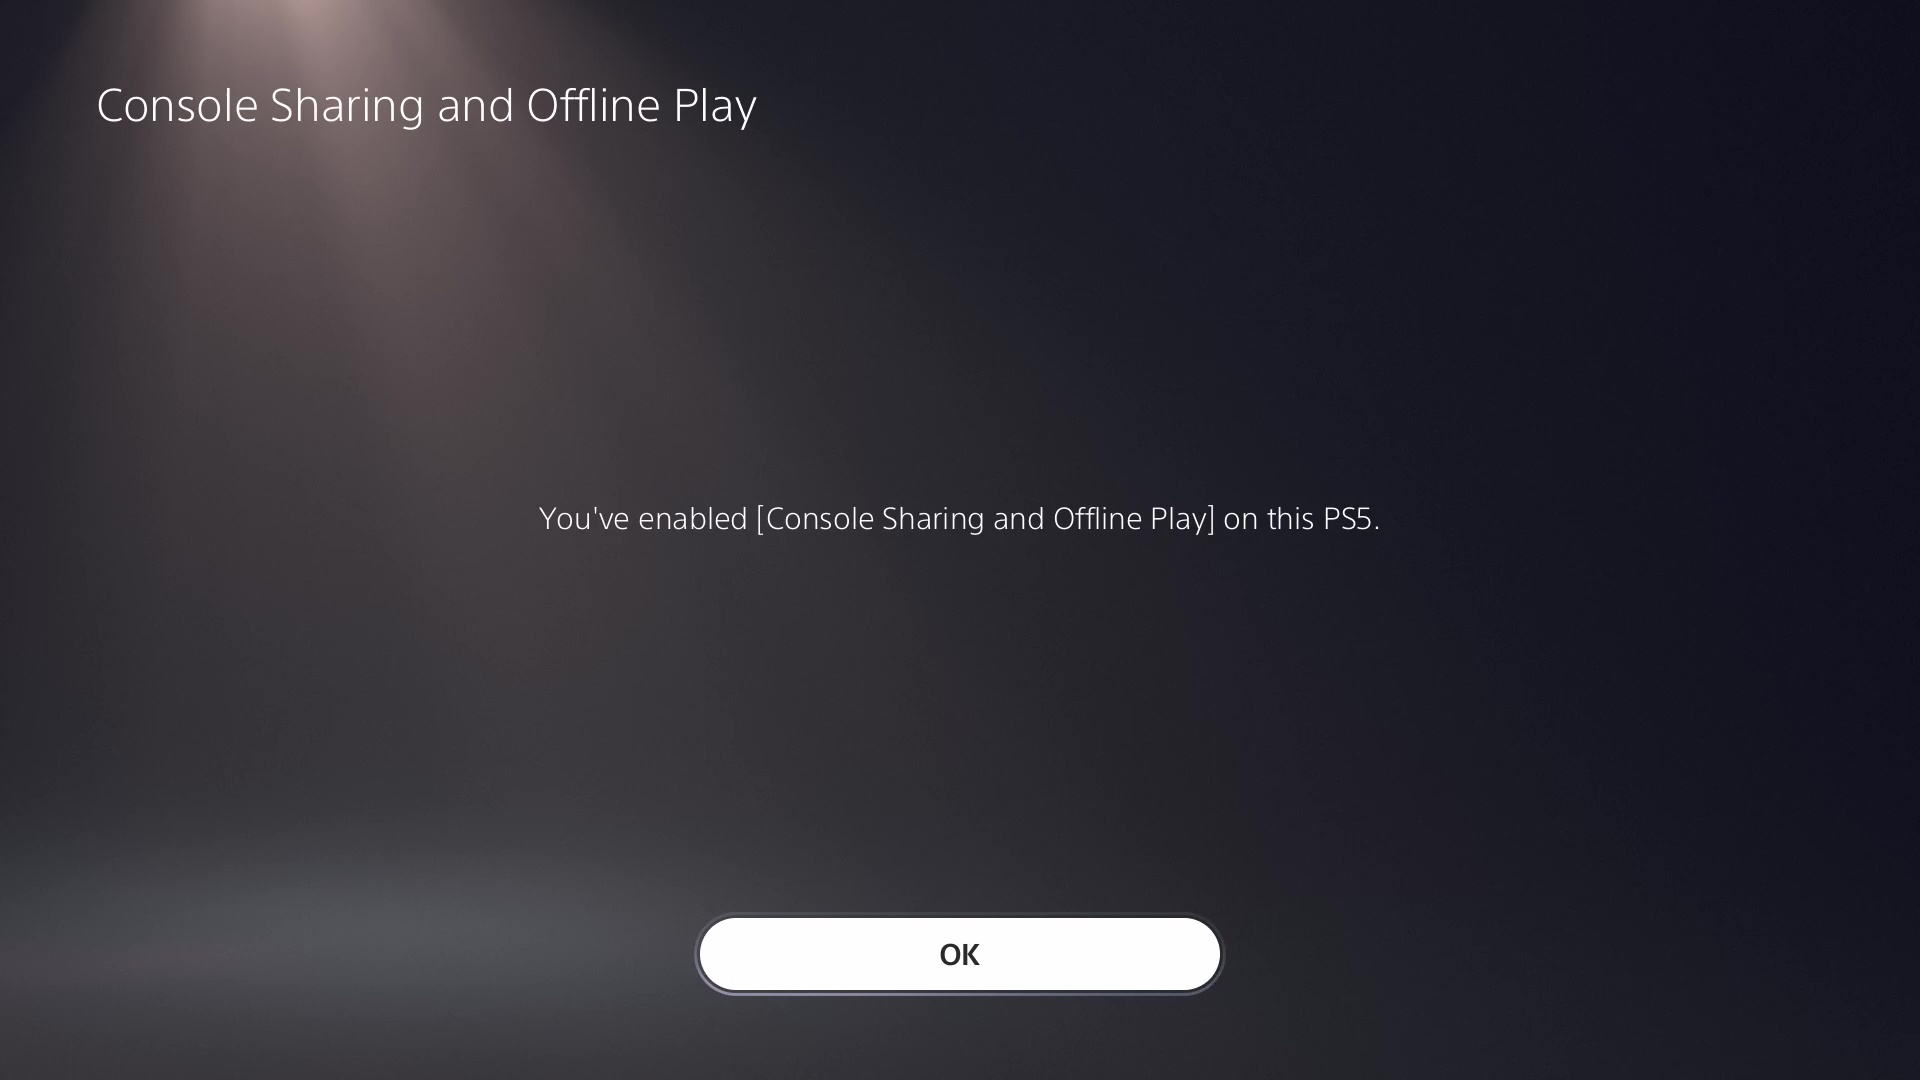 Console Sharing and Offline Play
You've enabled [Console Sharing and Offline Play] on this PS5.
OK